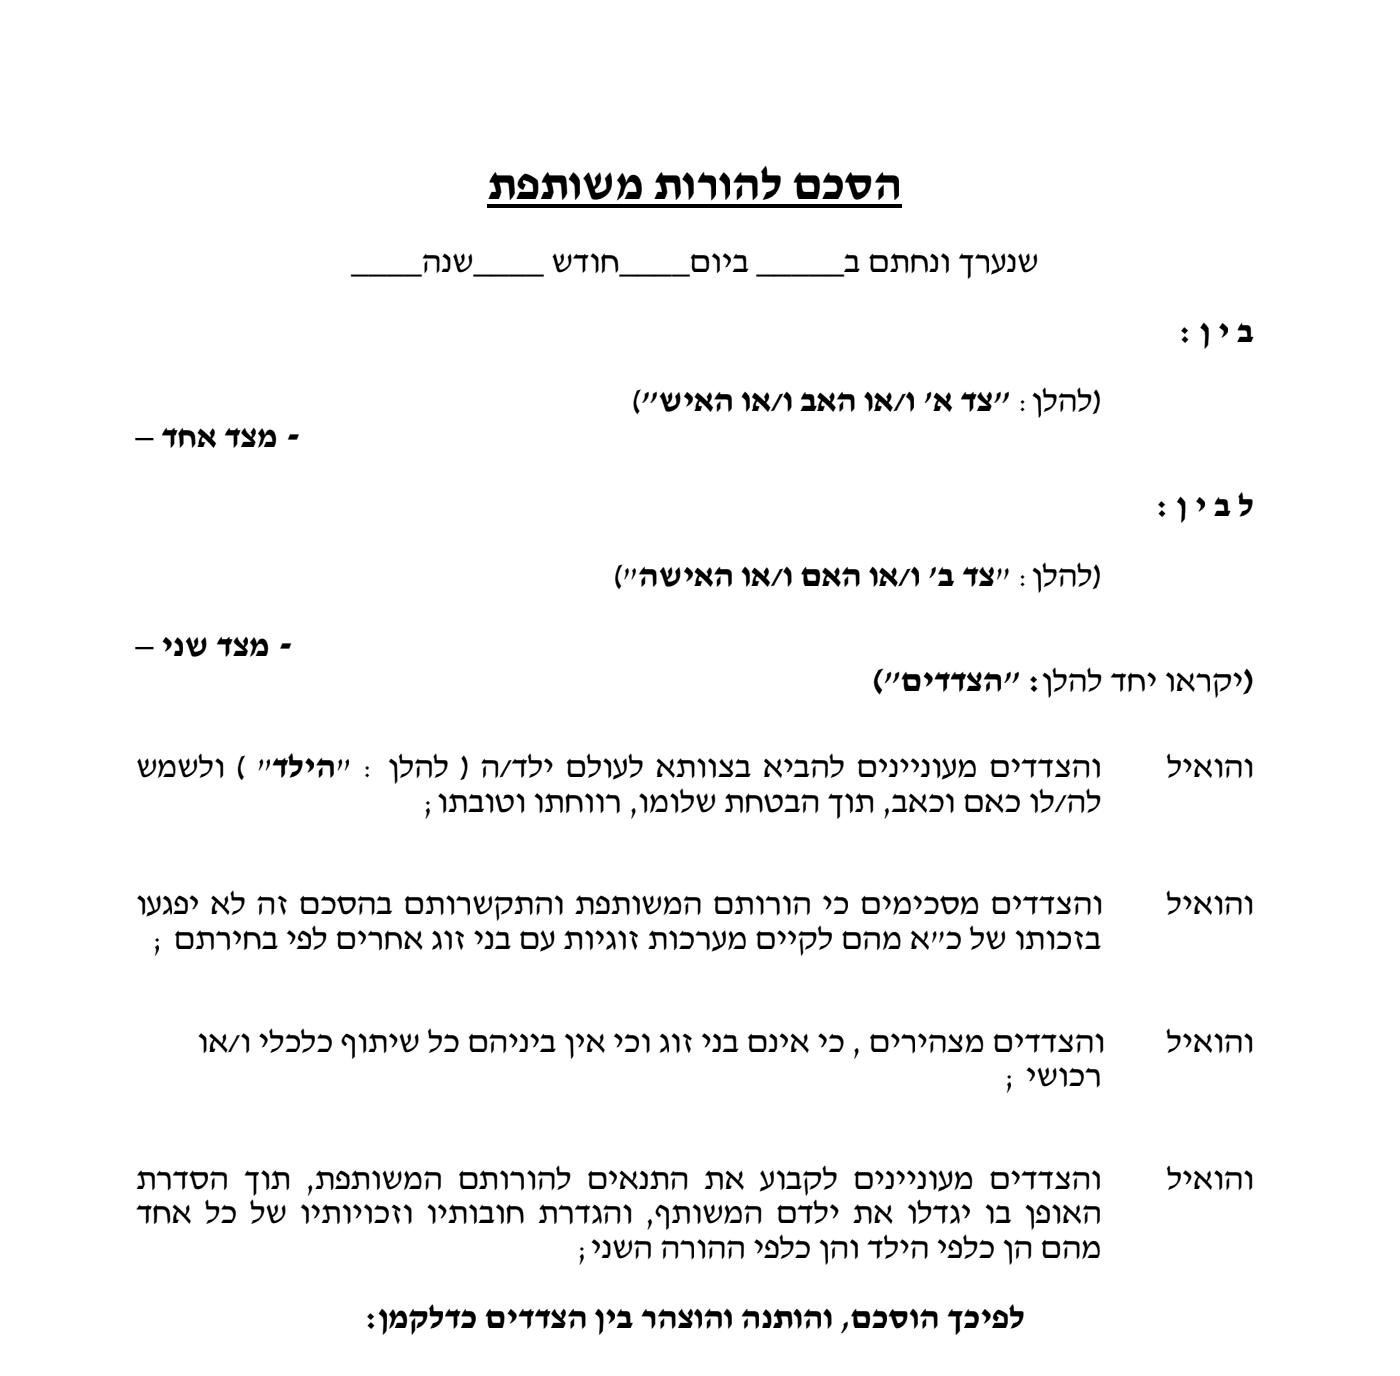 הסכם להורות משותפת
שנערך ונחתם ב_____ ביום____חודש ____שנה____
ב י ן :
(להלן : "צד א' ו/או האב ו/או האיש")
- מצד אחד –
ל ב י ן :
(להלן : "צד ב' ו/או האם ו/או האישה")
- מצד שני –
(יקראו יחד להלן: "הצדדים")
והואיל והצדדים מעוניינים להביא בצוותא לעולם ילד/ה ( להלן : "הילד" ) ולשמש
לה/לו כאם וכאב, תוך הבטחת שלומו, רווחתו וטובתו ;
והואיל והצדדים מסכימים כי הורותם המשותפת והתקשרותם בהסכם זה לא יפגעו
בזכותו של כ"א מהם לקיים מערכות זוגיות עם בני זוג אחרים לפי בחירתם ;
והואיל והצדדים מצהירים , כי אינם בני זוג וכי אין ביניהם כל שיתוף כלכלי ו/או
רכושי ;
והואיל והצדדים מעוניינים לקבוע את התנאים להורותם המשותפת, תוך הסדרת
האופן בו יגדלו את ילדם המשותף, והגדרת חובותיו וזכויותיו של כל אחד
מהם הן כלפי הילד והן כלפי ההורה השני ;
לפיכך הוסכם, והותנה והוצהר בין הצדדים כדלקמן: